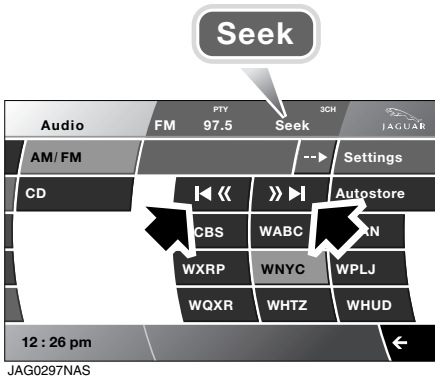 Seek
PTY 3CH
Audio FM 97.5 Seek JAGUAR
AM/FM Settings
CD Autostore
CBS WABC
WXRP WNYC WPLJ
WQXR WHTZ WHUD
12 : 26 pm
JAG0297NAS